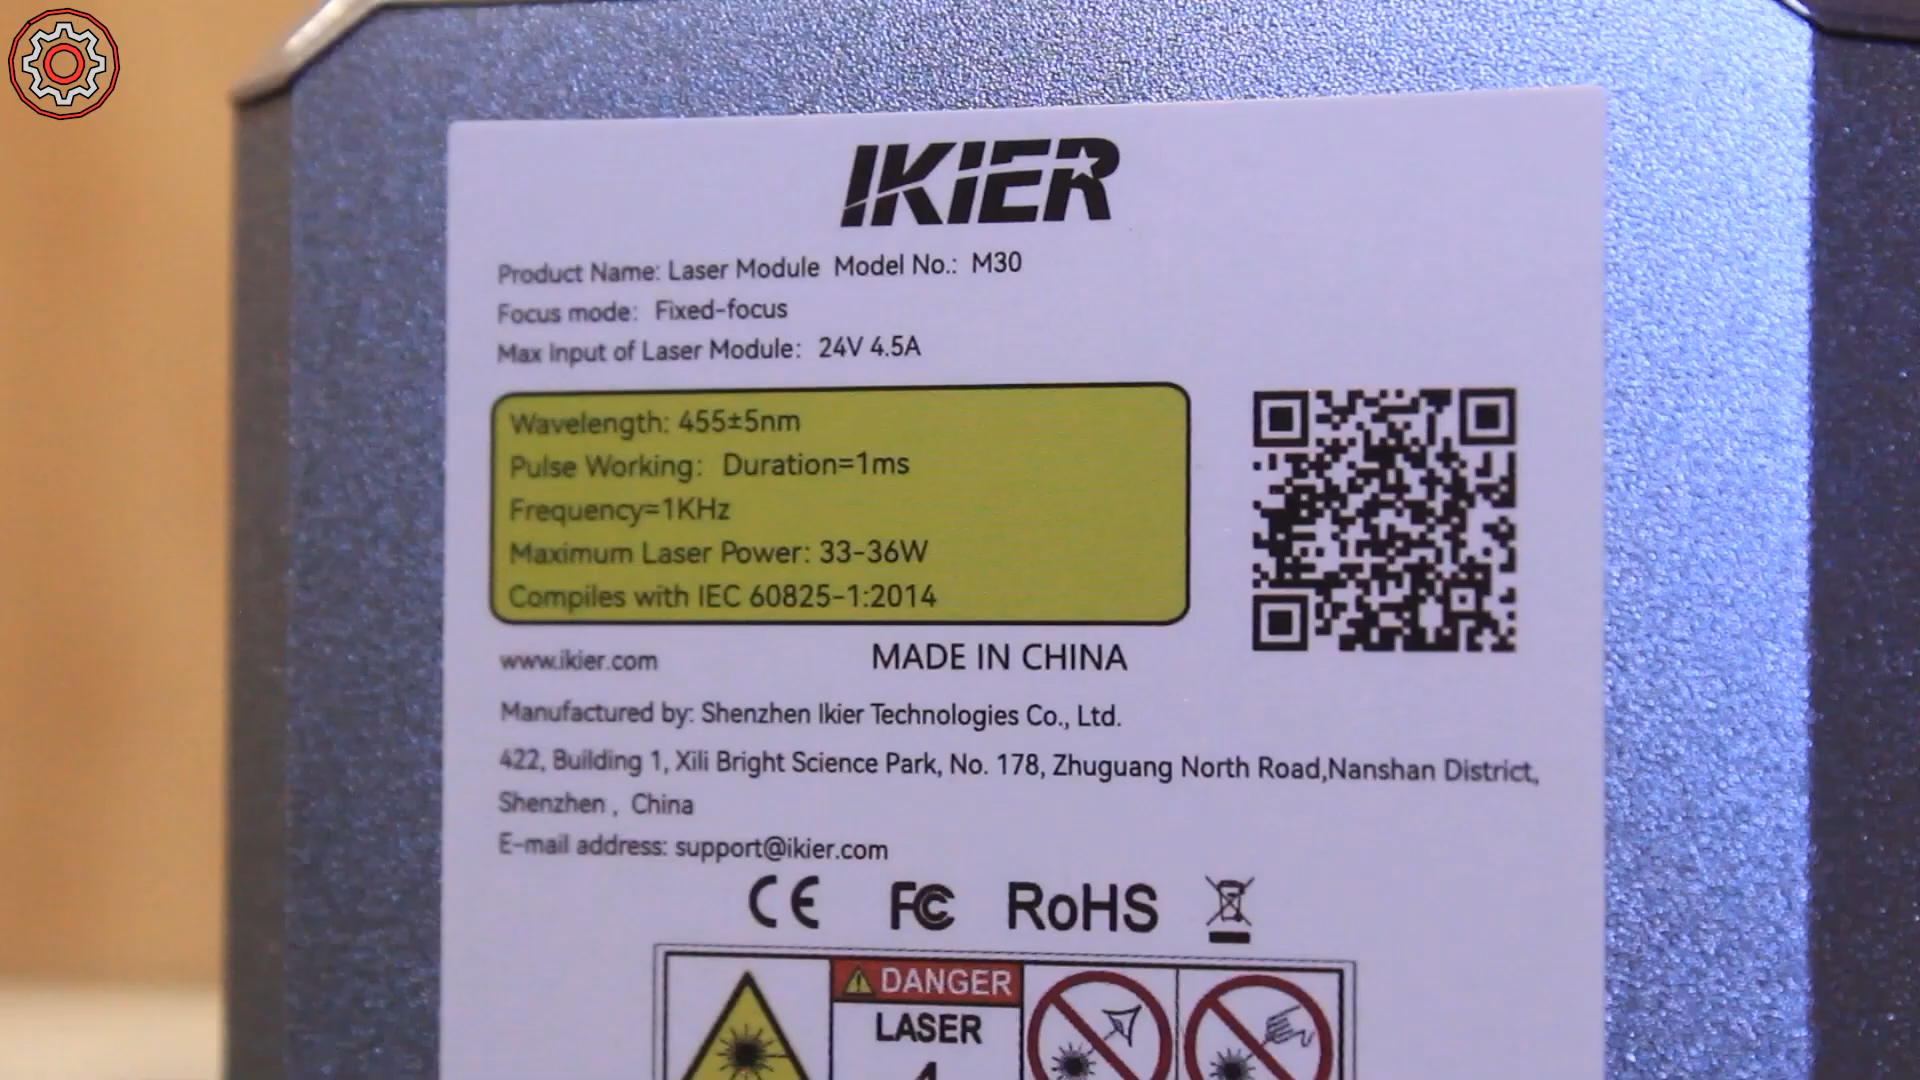 IKIER
Product Name: Laser Module Model No.: M30
Focus mode: Fixed-focus
Max Input of Laser Module: 24V 4.5A
Wavelength: 455±5nm
Pulse Working: Duration=1ms
Frequency=1KHz
Maximum Laser Power: 33-36W
Compiles with IEC 60825-1:2014
www.ikier.com MADE IN CHINA
Manufactured by: Shenzhen Ikier Technologies Co., Ltd.
422, Building 1, Xili Bright Science Park, No. 178, Zhuguang North Road,Nanshan District,
Shenzhen , China
E-mail address: support@ikier.com
CE FC RoHS
DANGER
LASER